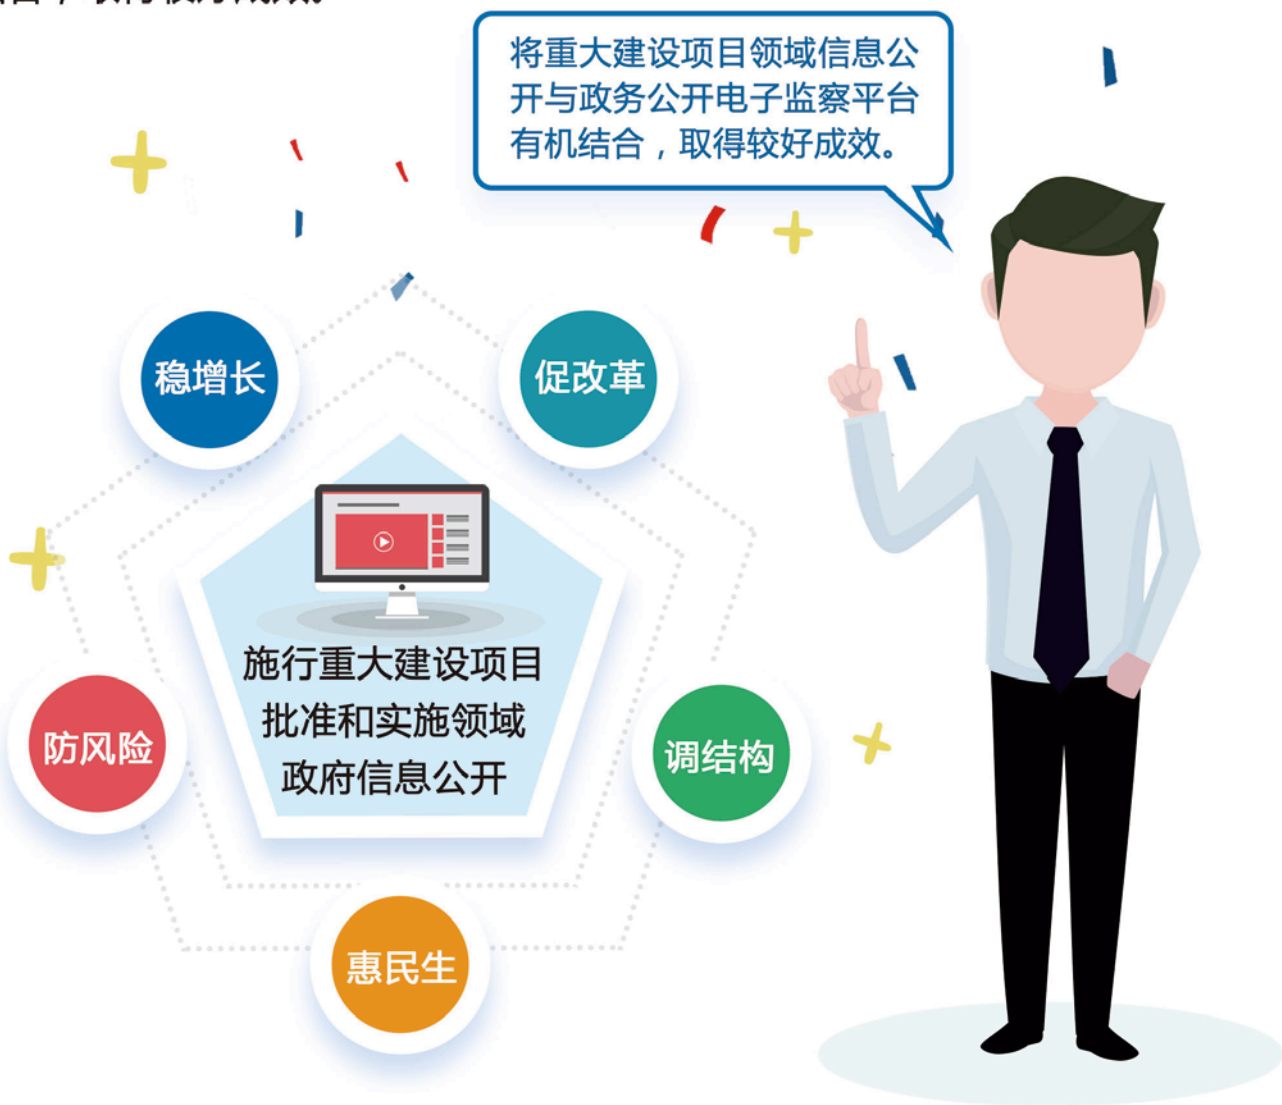 将重大建设项目领域信息公
开与政务公开电子监察平台
有机结合，取得较好成效。
稳增长
促改革
施行重大建设项目
批准和实施领域
政府信息公开
防风险
调结构
惠民生